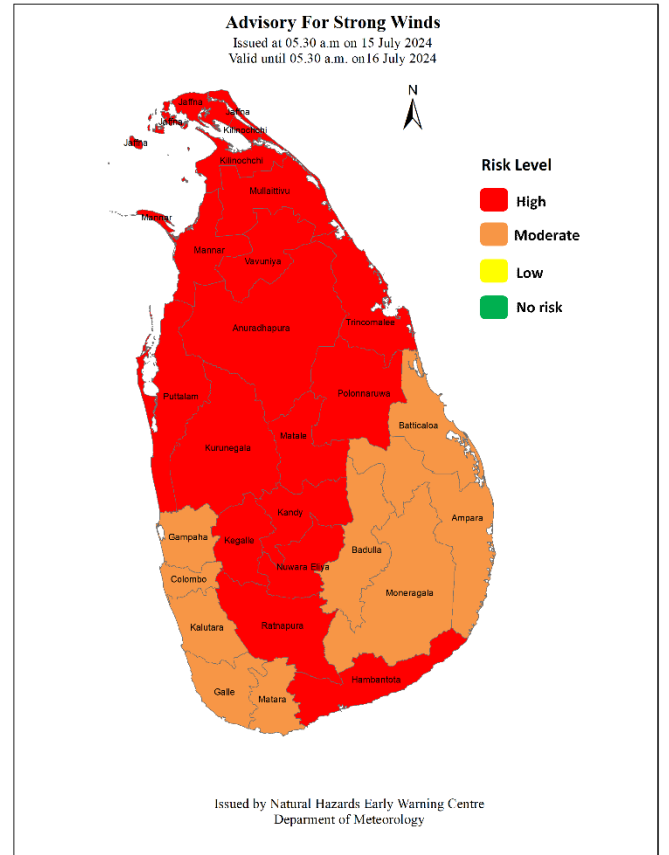 Advisory For Strong Winds
Issued at 05.30 a.m on 15 July 2024
Valid until 05.30 a.m. on16 July 2024
N
Jaffna
Jaffna
Jaffna
Jaffna
Kilinochchi
Kilinochchi
Mullaittivu
Mannar
Mannar
Vavuniya
Anuradhapura
Trincomalee
Puttalam
Polonnaruwa
Kurunegala
Matale
Batticaloa
Kandy
Ampara
Gampaha
Kegalle
Badulla
Nuwara Eliya
Colombo
Moneragala
Kalutara
Ratnapura
Hambantota
Galle
Matara
Risk Level
High
Moderate
Low
No risk
Issued by Natural Hazards Early Warning Centre
Deparment of Meteorology